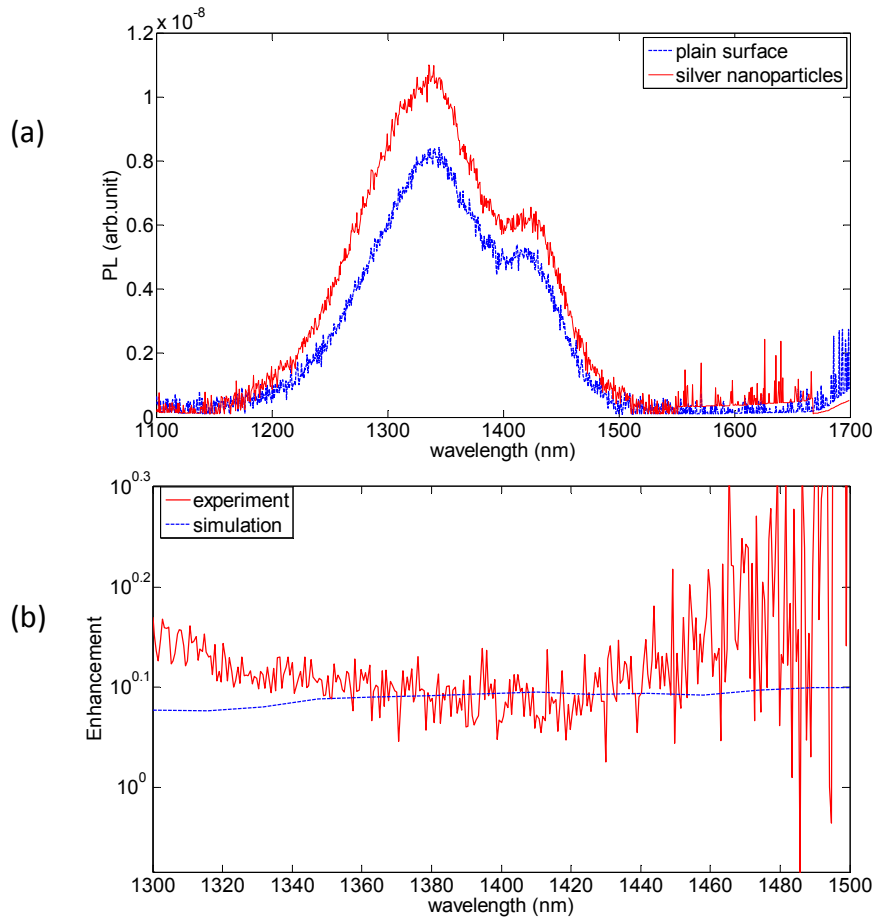 (a)
1.2 × 10⁻⁸
1
0.8
0.6
0.4
0.2
0
PL (arb.unit)
plain surface
silver nanoparticles
1100 1200 1300 1400 1500 1600 1700
wavelength (nm)
(b)
10^0.3
10^0.2
10^0.1
10^0
Enhancement
experiment
simulation
1300 1320 1340 1360 1380 1400 1420 1440 1460 1480 1500
wavelength (nm)